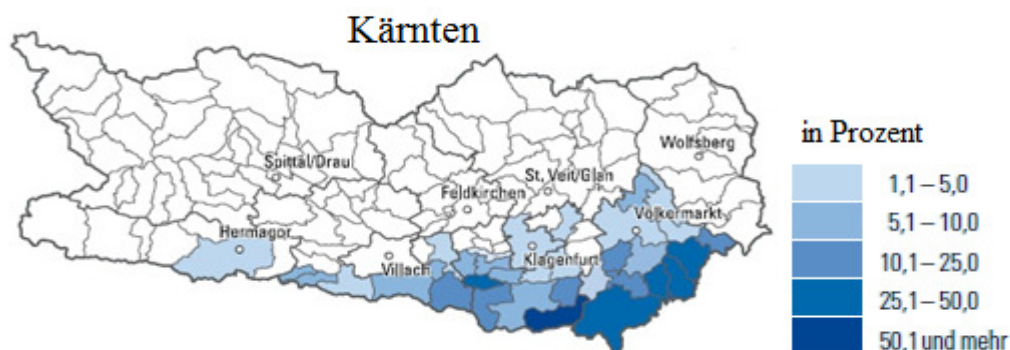 Kärnten
in Prozent
Wolfsberg
Spittal/Drau
St. Veit/Glan
Feldkirchen
Völkermarkt
Hermagor
Klagenfurt
Villach
1,1 – 5,0
5,1 – 10,0
10,1 – 25,0
25,1 – 50,0
50,1 und mehr